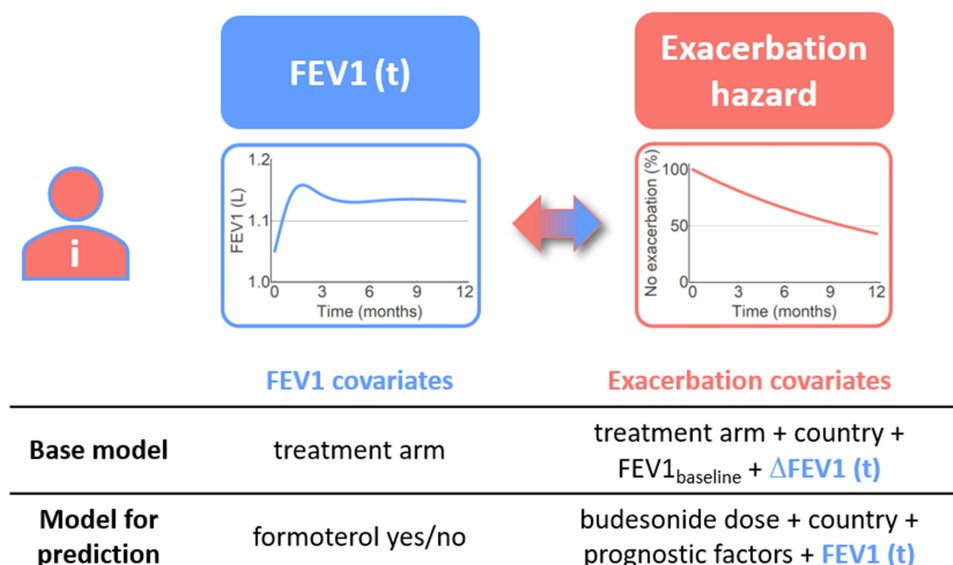 FEV1 (t)
Exacerbation
hazard
i
FEV1 (L)
1.2
1.1
1.0
0 3 6 9 12
Time (months)
No exacerbation (%)
100
50
0
0 3 6 9 12
Time (months)
FEV1 covariates
Exacerbation covariates
Base model
treatment arm
treatment arm + country +
FEV1baseline + ΔFEV1 (t)
Model for
prediction
formoterol yes/no
budesonide dose + country +
prognostic factors + FEV1 (t)